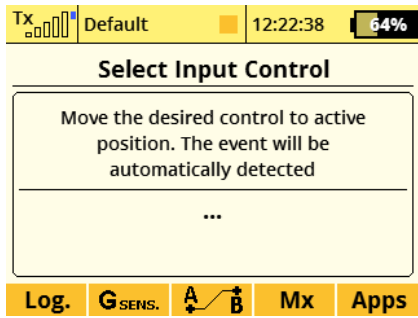 Tx Default 12:22:38 64%
Select Input Control
Move the desired control to active
position. The event will be
automatically detected
...
Log. G SENS. A B Mx Apps